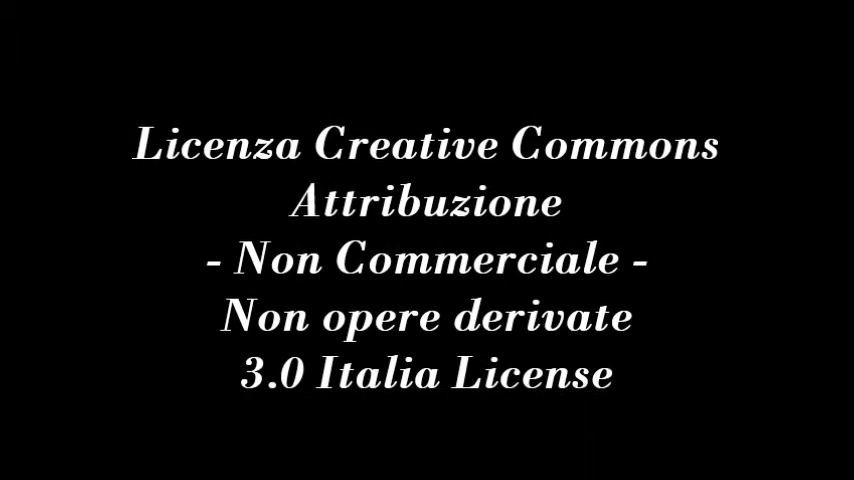 Licenza Creative Commons
Attribuzione
- Non Commerciale -
Non opere derivate
3.0 Italia License